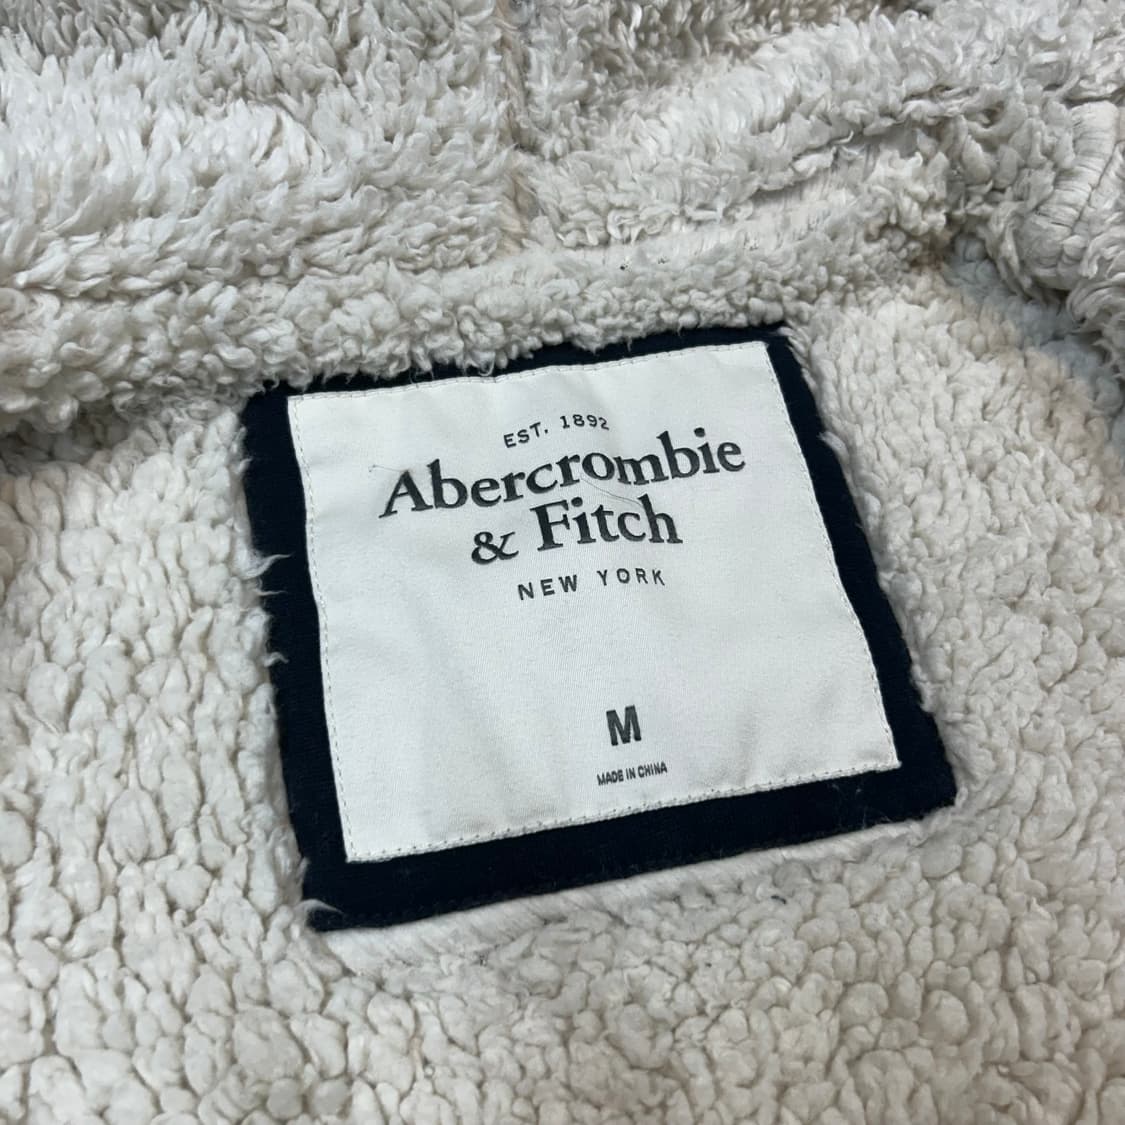 EST. 1892
Abercrombie
& Fitch
NEW YORK
M
MADE IN CHINA